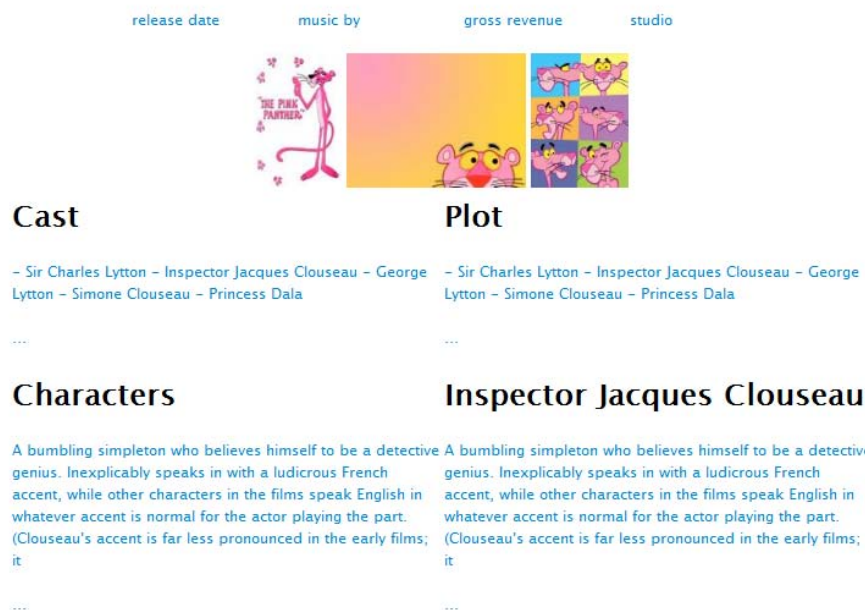 release date music by gross revenue studio
"THE PINK
PANTHER"
Cast
– Sir Charles Lytton – Inspector Jacques Clouseau – George
Lytton – Simone Clouseau – Princess Dala
...
Plot
– Sir Charles Lytton – Inspector Jacques Clouseau – George
Lytton – Simone Clouseau – Princess Dala
...
Characters
A bumbling simpleton who believes himself to be a detective
genius. Inexplicably speaks in with a ludicrous French
accent, while other characters in the films speak English in
whatever accent is normal for the actor playing the part.
(Clouseau's accent is far less pronounced in the early films;
it
...
Inspector Jacques Clouseau
A bumbling simpleton who believes himself to be a detective
genius. Inexplicably speaks in with a ludicrous French
accent, while other characters in the films speak English in
whatever accent is normal for the actor playing the part.
(Clouseau's accent is far less pronounced in the early films;
it
...